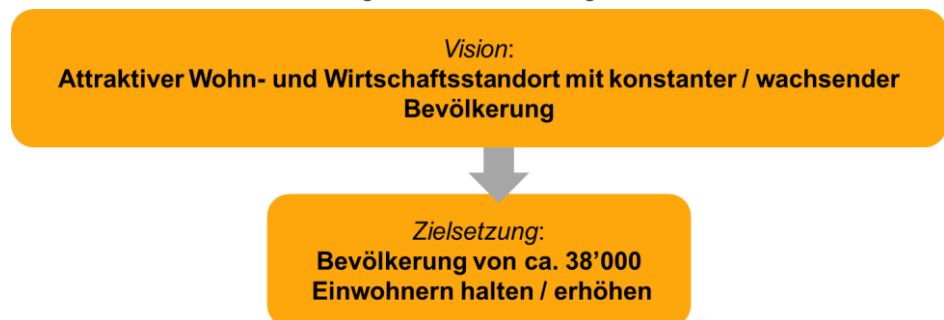 Vision:
Attraktiver Wohn- und Wirtschaftsstandort mit konstanter / wachsender
Bevölkerung
Zielsetzung:
Bevölkerung von ca. 38’000
Einwohnern halten / erhöhen